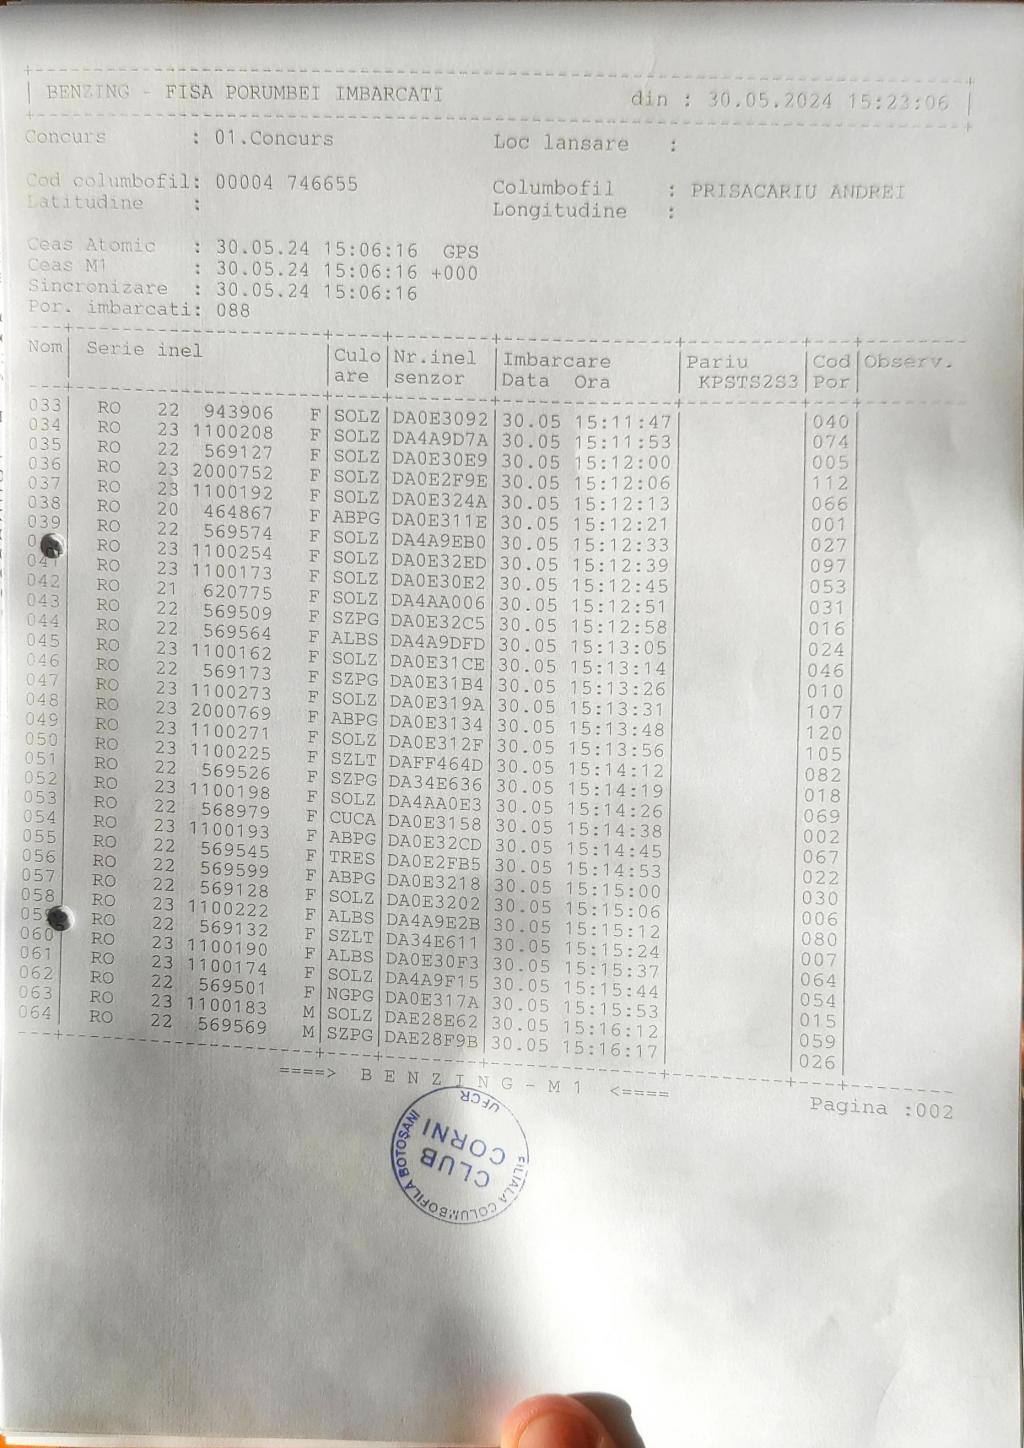 BENZING - FISA PORUMBEI IMBARCATI din : 30.05.2024 15:23:06
Concurs : 01.Concurs Loc lansare :
Cod columbofil: 00004 746655 Columbofil : PRISACARIU ANDREI
Latitudine : Longitudine :
Ceas Atomic : 30.05.24 15:06:16 GPS
Ceas M1 : 30.05.24 15:06:16 +000
Sincronizare : 30.05.24 15:06:16
Por. imbarcati: 088
Nom Serie inel Culo Nr.inel Imbarcare Pariu Cod Observ.
are senzor Data Ora KPSTS2S3 Por
033 RO 22 943906 F SOLZ DA0E3092 30.05 15:11:47 040
034 RO 23 1100208 F SOLZ DA4A9D7A 30.05 15:11:53 074
035 RO 22 569127 F SOLZ DA0E30E9 30.05 15:12:00 005
036 RO 23 2000752 F SOLZ DA0E2F9E 30.05 15:12:06 112
037 RO 23 1100192 F SOLZ DA0E324A 30.05 15:12:13 066
038 RO 20 464867 F ABPG DA0E311E 30.05 15:12:21 001
039 RO 22 569574 F SOLZ DA4A9EB0 30.05 15:12:33 027
RO 23 1100254 F SOLZ DA0E32ED 30.05 15:12:39 097
041 RO 23 1100173 F SOLZ DA0E30E2 30.05 15:12:45 053
042 RO 21 620775 F SOLZ DA4AA006 30.05 15:12:51 031
043 RO 22 569509 F SZPG DA0E32C5 30.05 15:12:58 016
044 RO 22 569564 F ALBS DA4A9DFD 30.05 15:13:05 024
045 RO 23 1100162 F SOLZ DA0E31CE 30.05 15:13:14 046
046 RO 22 569173 F SZPG DA0E31B4 30.05 15:13:26 010
047 RO 23 1100273 F SOLZ DA0E319A 30.05 15:13:31 107
048 RO 23 2000769 F ABPG DA0E3134 30.05 15:13:48 120
049 RO 23 1100271 F SOLZ DA0E312F 30.05 15:13:56 105
050 RO 23 1100225 F SZLT DAFF464D 30.05 15:14:12 082
051 RO 22 569526 F SZPG DA34E636 30.05 15:14:19 018
052 RO 23 1100198 F SOLZ DA4AA0E3 30.05 15:14:26 069
053 RO 22 568979 F CUCA DA0E3158 30.05 15:14:38 002
054 RO 23 1100193 F ABPG DA0E32CD 30.05 15:14:45 067
055 RO 22 569545 F TRES DA0E2FB5 30.05 15:14:53 022
056 RO 22 569599 F ABPG DA0E3218 30.05 15:15:00 030
057 RO 22 569128 F SOLZ DA0E3202 30.05 15:15:06 006
058 RO 23 1100222 F ALBS DA4A9E2B 30.05 15:15:12 080
059 RO 22 569132 F SZLT DA34E611 30.05 15:15:24 007
060 RO 23 1100190 F ALBS DA0E30F3 30.05 15:15:37 064
061 RO 23 1100174 F SOLZ DA4A9F15 30.05 15:15:44 054
062 RO 22 569501 F NGPG DA0E317A 30.05 15:15:53 015
063 RO 23 1100183 M SOLZ DAE28E62 30.05 15:16:12 059
064 RO 22 569569 M SZPG DAE28F9B 30.05 15:16:17 026
====> B E N Z I N G - M 1 <====
Pagina :002
UFCR
FILIALA COLUMBOFILA BOTOȘANI
CLUB
CORNI